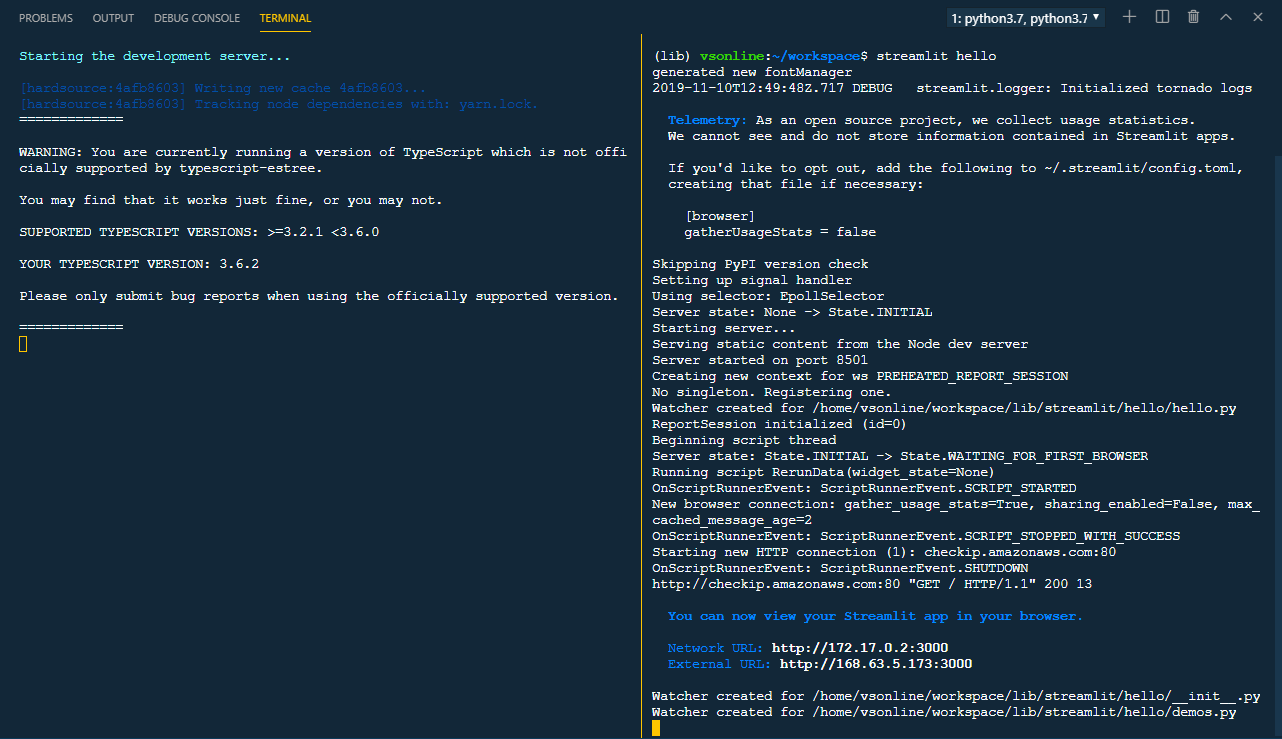 PROBLEMS OUTPUT DEBUG CONSOLE TERMINAL
1: python3.7, python3.7
Starting the development server...
[hardsource:4afb8603] Writing new cache 4afb8603...
[hardsource:4afb8603] Tracking node dependencies with: yarn.lock.
=============
WARNING: You are currently running a version of TypeScript which is not offi
cially supported by typescript-estree.
You may find that it works just fine, or you may not.
SUPPORTED TYPESCRIPT VERSIONS: >=3.2.1 <3.6.0
YOUR TYPESCRIPT VERSION: 3.6.2
Please only submit bug reports when using the officially supported version.
=============
(lib) vsonline:~/workspace$ streamlit hello
generated new fontManager
2019-11-10T12:49:48Z.717 DEBUG   streamlit.logger: Initialized tornado logs
Telemetry: As an open source project, we collect usage statistics.
We cannot see and do not store information contained in Streamlit apps.
If you'd like to opt out, add the following to ~/.streamlit/config.toml,
creating that file if necessary:
[browser]
gatherUsageStats = false
Skipping PyPI version check
Setting up signal handler
Using selector: EpollSelector
Server state: None -> State.INITIAL
Starting server...
Serving static content from the Node dev server
Server started on port 8501
Creating new context for ws PREHEATED_REPORT_SESSION
No singleton. Registering one.
Watcher created for /home/vsonline/workspace/lib/streamlit/hello/hello.py
ReportSession initialized (id=0)
Beginning script thread
Server state: State.INITIAL -> State.WAITING_FOR_FIRST_BROWSER
Running script RerunData(widget_state=None)
OnScriptRunnerEvent: ScriptRunnerEvent.SCRIPT_STARTED
New browser connection: gather_usage_stats=True, sharing_enabled=False, max_
cached_message_age=2
OnScriptRunnerEvent: ScriptRunnerEvent.SCRIPT_STOPPED_WITH_SUCCESS
Starting new HTTP connection (1): checkip.amazonaws.com:80
OnScriptRunnerEvent: ScriptRunnerEvent.SHUTDOWN
http://checkip.amazonaws.com:80 "GET / HTTP/1.1" 200 13
You can now view your Streamlit app in your browser.
Network URL: http://172.17.0.2:3000
External URL: http://168.63.5.173:3000
Watcher created for /home/vsonline/workspace/lib/streamlit/hello/__init__.py
Watcher created for /home/vsonline/workspace/lib/streamlit/hello/demos.py